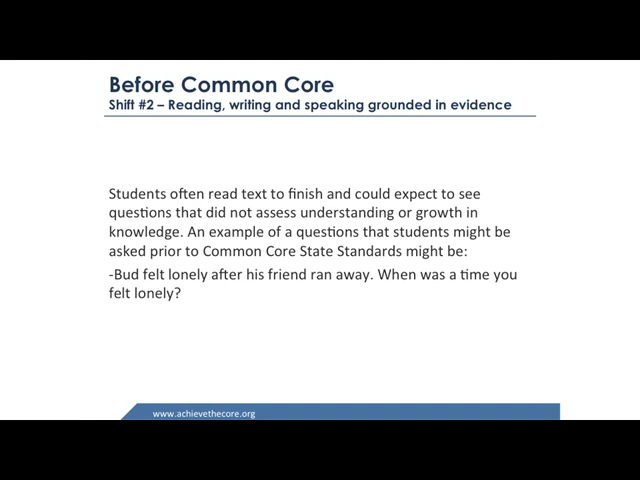 Before Common Core
Shift #2 – Reading, writing and speaking grounded in evidence
Students often read text to finish and could expect to see
questions that did not assess understanding or growth in
knowledge. An example of a questions that students might be
asked prior to Common Core State Standards might be:
-Bud felt lonely after his friend ran away. When was a time you
felt lonely?
www.achievethecore.org